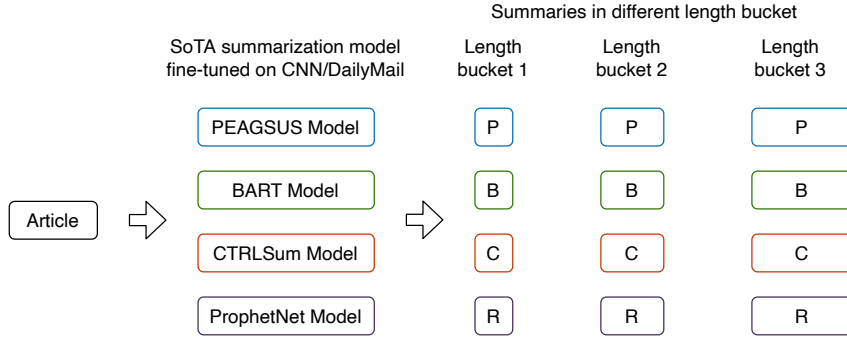 Summaries in different length bucket
SoTA summarization model
fine-tuned on CNN/DailyMail
Length
bucket 1
Length
bucket 2
Length
bucket 3
PEAGSUS Model
P
P
P
BART Model
B
B
B
Article
CTRLSum Model
C
C
C
ProphetNet Model
R
R
R